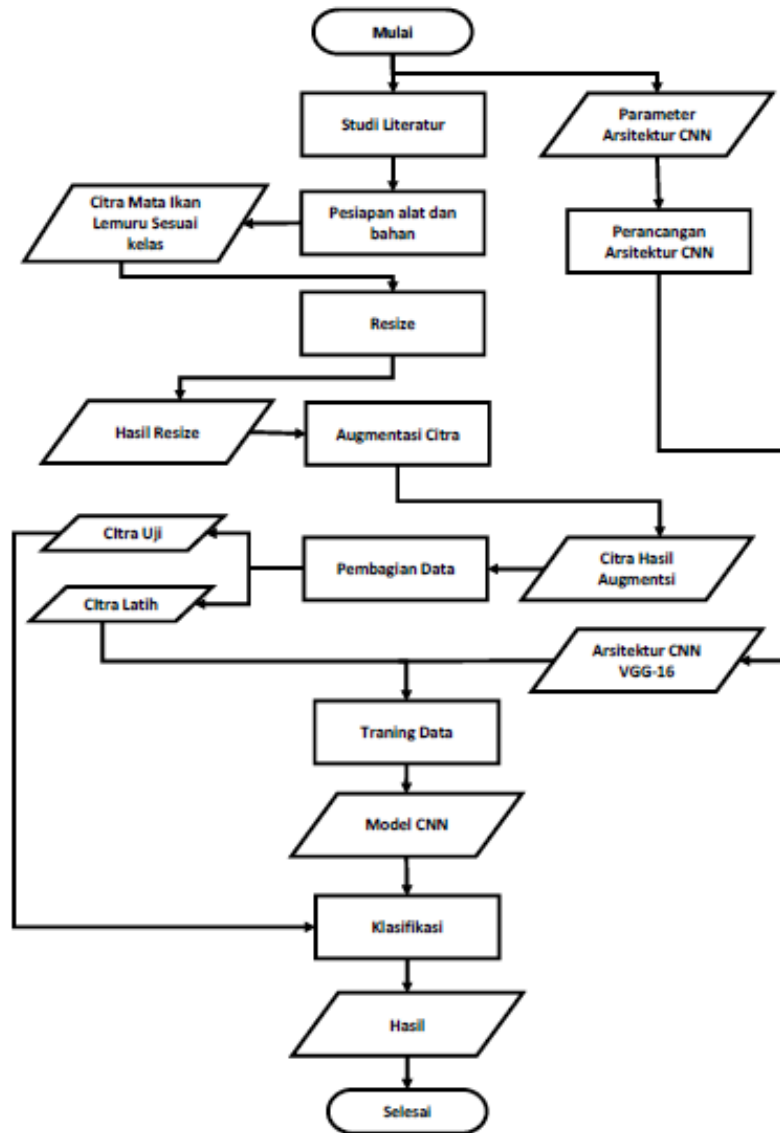 Mulai
Studi Literatur
Parameter
Arsitektur CNN
Citra Mata Ikan
Lemuru Sesuai
kelas
Pesiapan alat dan
bahan
Perancangan
Arsitektur CNN
Resize
Hasil Resize
Augmentasi Citra
CItra Uji
Pembagian Data
Citra Hasil
Augmentsi
CItra Latih
Arsitektur CNN
VGG-16
Traning Data
Model CNN
Klasifikasi
Hasil
Selesai